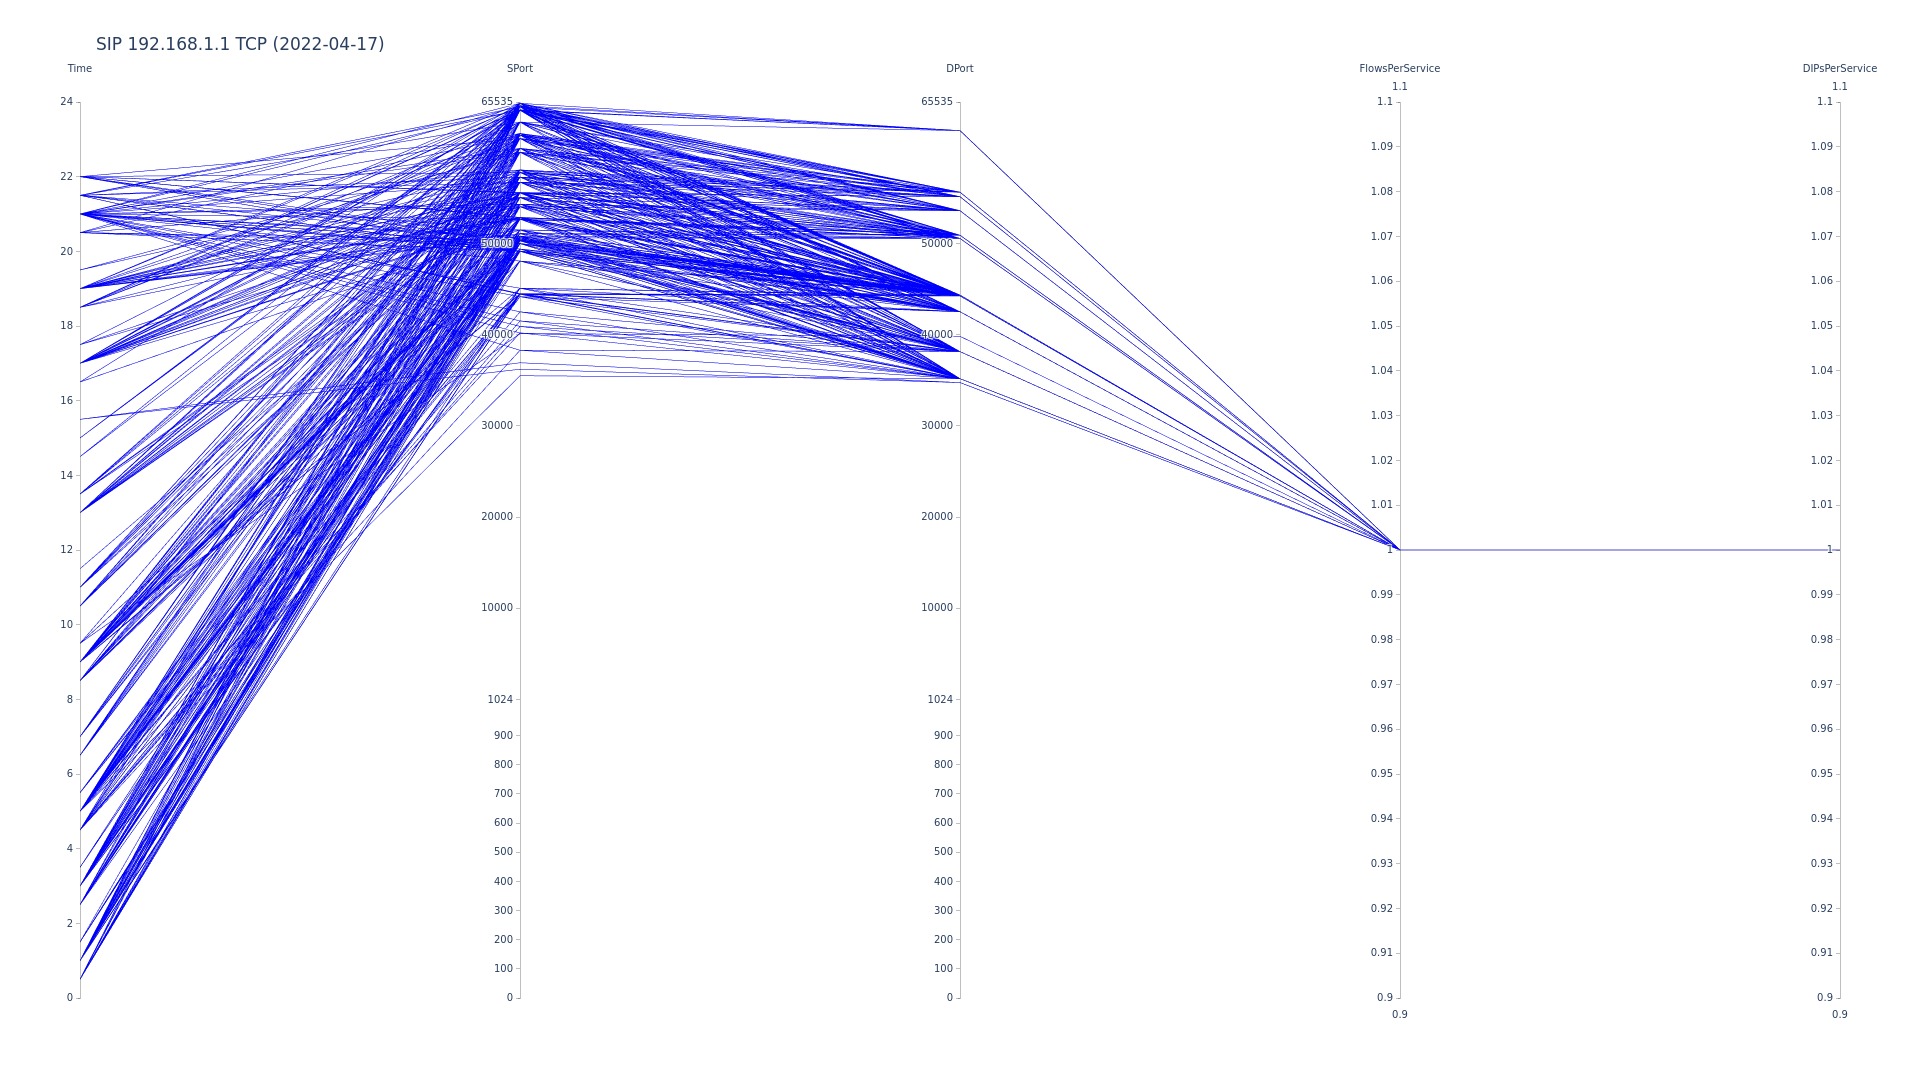 SIP 192.168.1.1 TCP (2022-04-17)
Time SPort DPort FlowsPerService DIPsPerService
1.1 1.1
24 65535 65535 1.1 1.1
1.09 1.09
22 1.08 1.08
50000 50000 1.07 1.07
20
1.06 1.06
18 1.05 1.05
40000 40000
1.04 1.04
16 1.03 1.03
30000 30000
1.02 1.02
14
1.01 1.01
20000 20000
12 1 1
0.99 0.99
10000 10000
10
0.98 0.98
0.97 0.97
8 1024 1024
0.96 0.96
900 900
800 800
6 0.95 0.95
700 700
600 600 0.94 0.94
4 500 500
0.93 0.93
400 400
300 300 0.92 0.92
2
200 200
0.91 0.91
100 100
0 0 0 0.9 0.9
0.9 0.9